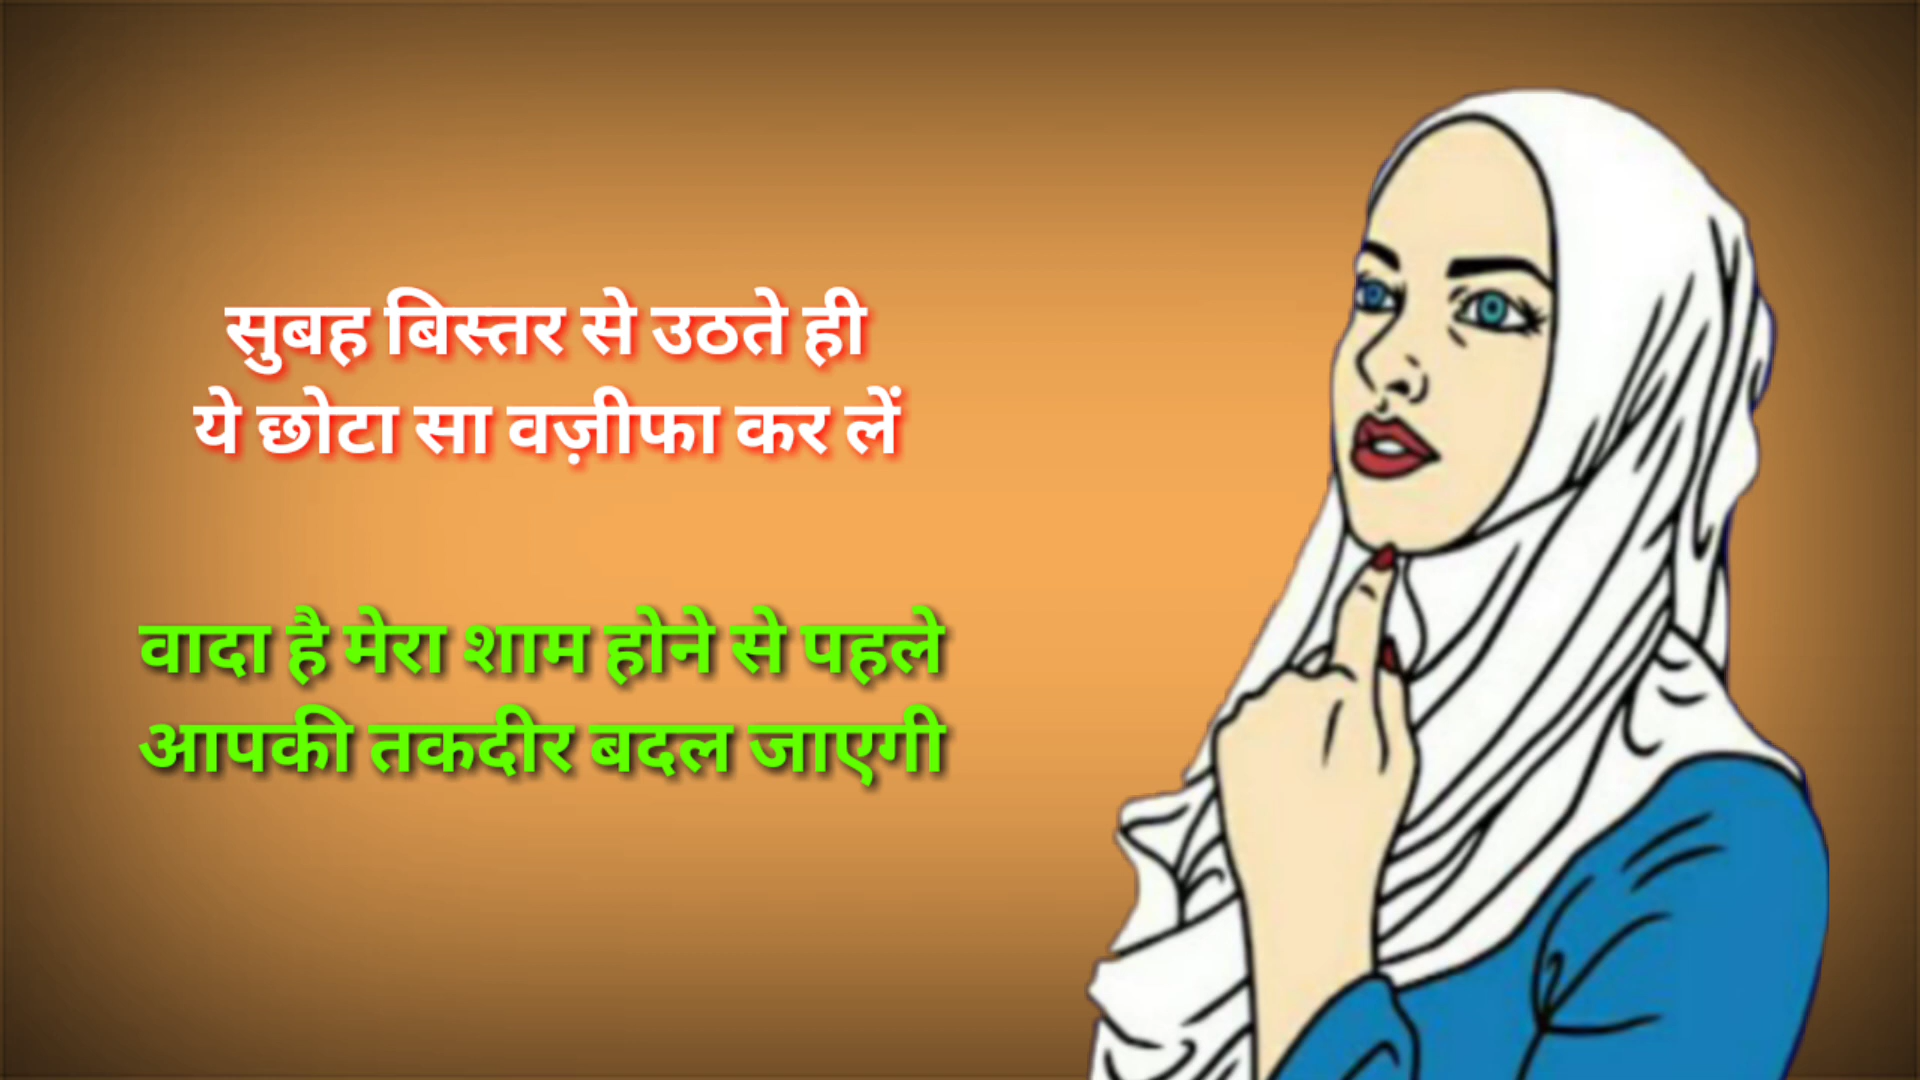 सुबह बिस्तर से उठते ही
ये छोटा सा वज़ीफा कर लें
वादा है मेरा शाम होने से पहले
आपकी तकदीर बदल जाएगी